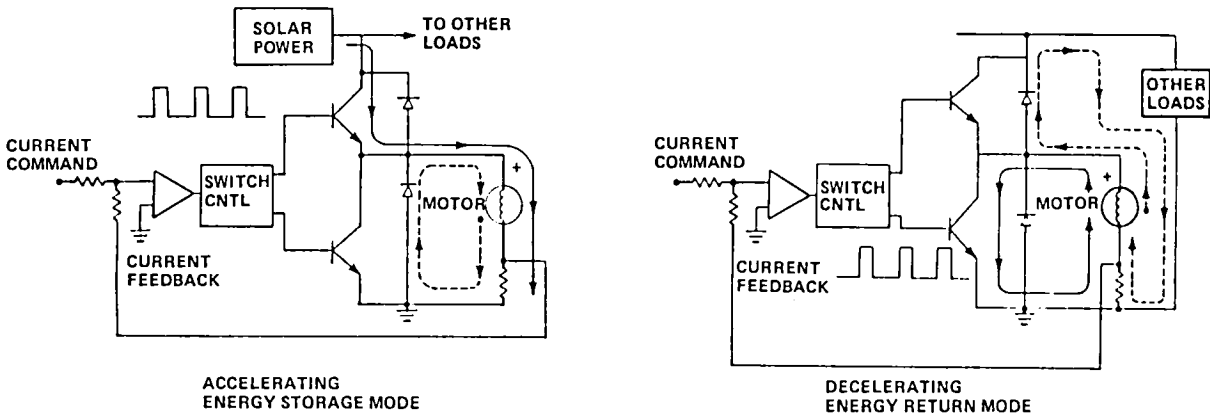 SOLAR
POWER
TO OTHER
LOADS
CURRENT
COMMAND
SWITCH
CNTL
MOTOR
+
CURRENT
FEEDBACK
ACCELERATING
ENERGY STORAGE MODE
OTHER
LOADS
CURRENT
COMMAND
SWITCH
CNTL
MOTOR
+
CURRENT
FEEDBACK
DECELERATING
ENERGY RETURN MODE